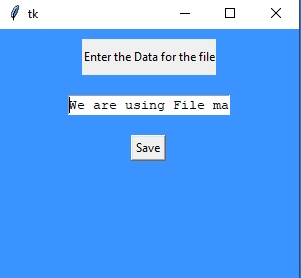 tk
Enter the Data for the file
We are using File ma
Save